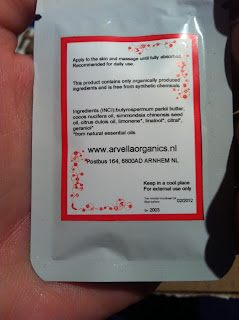 Apply to the skin and massage until fully absorbed.
Recommended for daily use.
This product contains only organically produced
ingredients and is free from synthetic chemicals
Ingredients (INCI):butyrospermum parkii butter,
cocos nucifera oil, simmondsia chinensis seed
oil, citrus dulcis oil, limonene*, linalool*, citral*,
geraniol*
*from natural essential oils
www.arvellaorganics.nl
Postbus 164, 6800AD ARNHEM NL
Keep in a cool place
For external use only
02/2012
2003